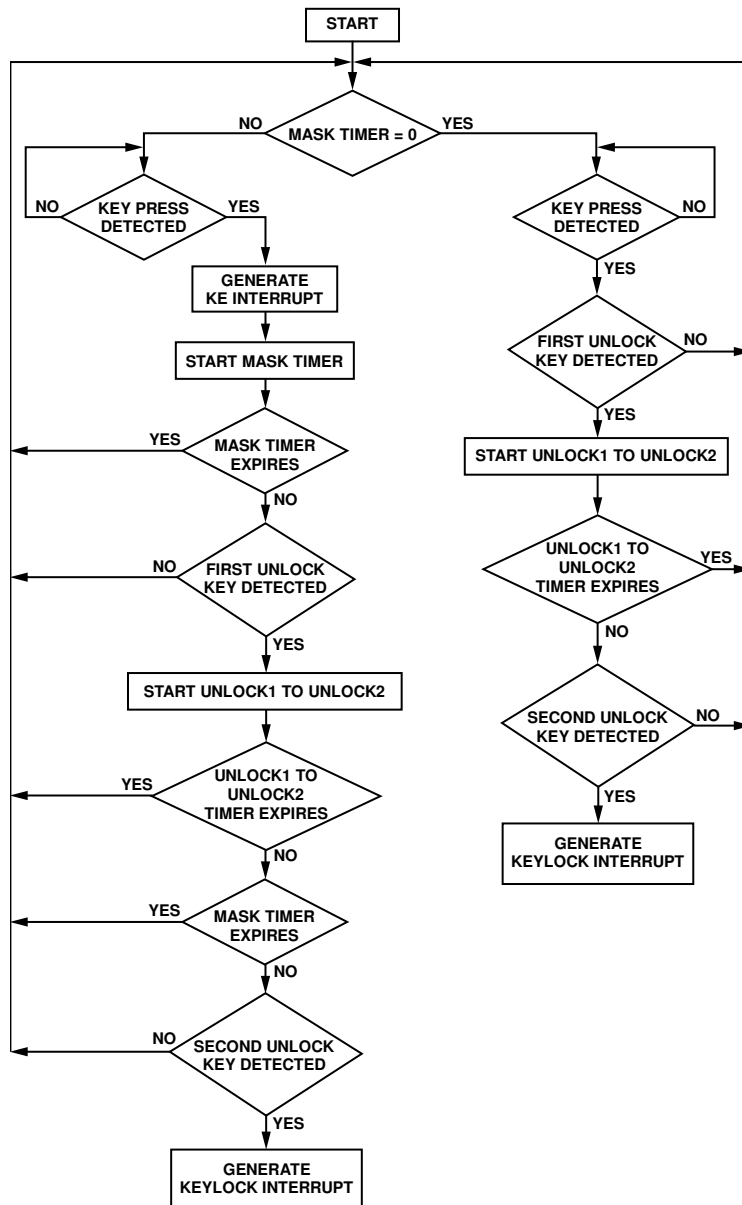 START
MASK TIMER = 0
NO
YES
KEY PRESS
DETECTED
NO
YES
GENERATE
KE INTERRUPT
START MASK TIMER
MASK TIMER
EXPIRES
YES
NO
FIRST UNLOCK
KEY DETECTED
NO
YES
START UNLOCK1 TO UNLOCK2
UNLOCK1 TO
UNLOCK2
TIMER EXPIRES
YES
NO
MASK TIMER
EXPIRES
YES
NO
SECOND UNLOCK
KEY DETECTED
NO
YES
GENERATE
KEYLOCK INTERRUPT
KEY PRESS
DETECTED
NO
YES
FIRST UNLOCK
KEY DETECTED
NO
YES
START UNLOCK1 TO UNLOCK2
UNLOCK1 TO
UNLOCK2
TIMER EXPIRES
YES
NO
SECOND UNLOCK
KEY DETECTED
NO
YES
GENERATE
KEYLOCK INTERRUPT